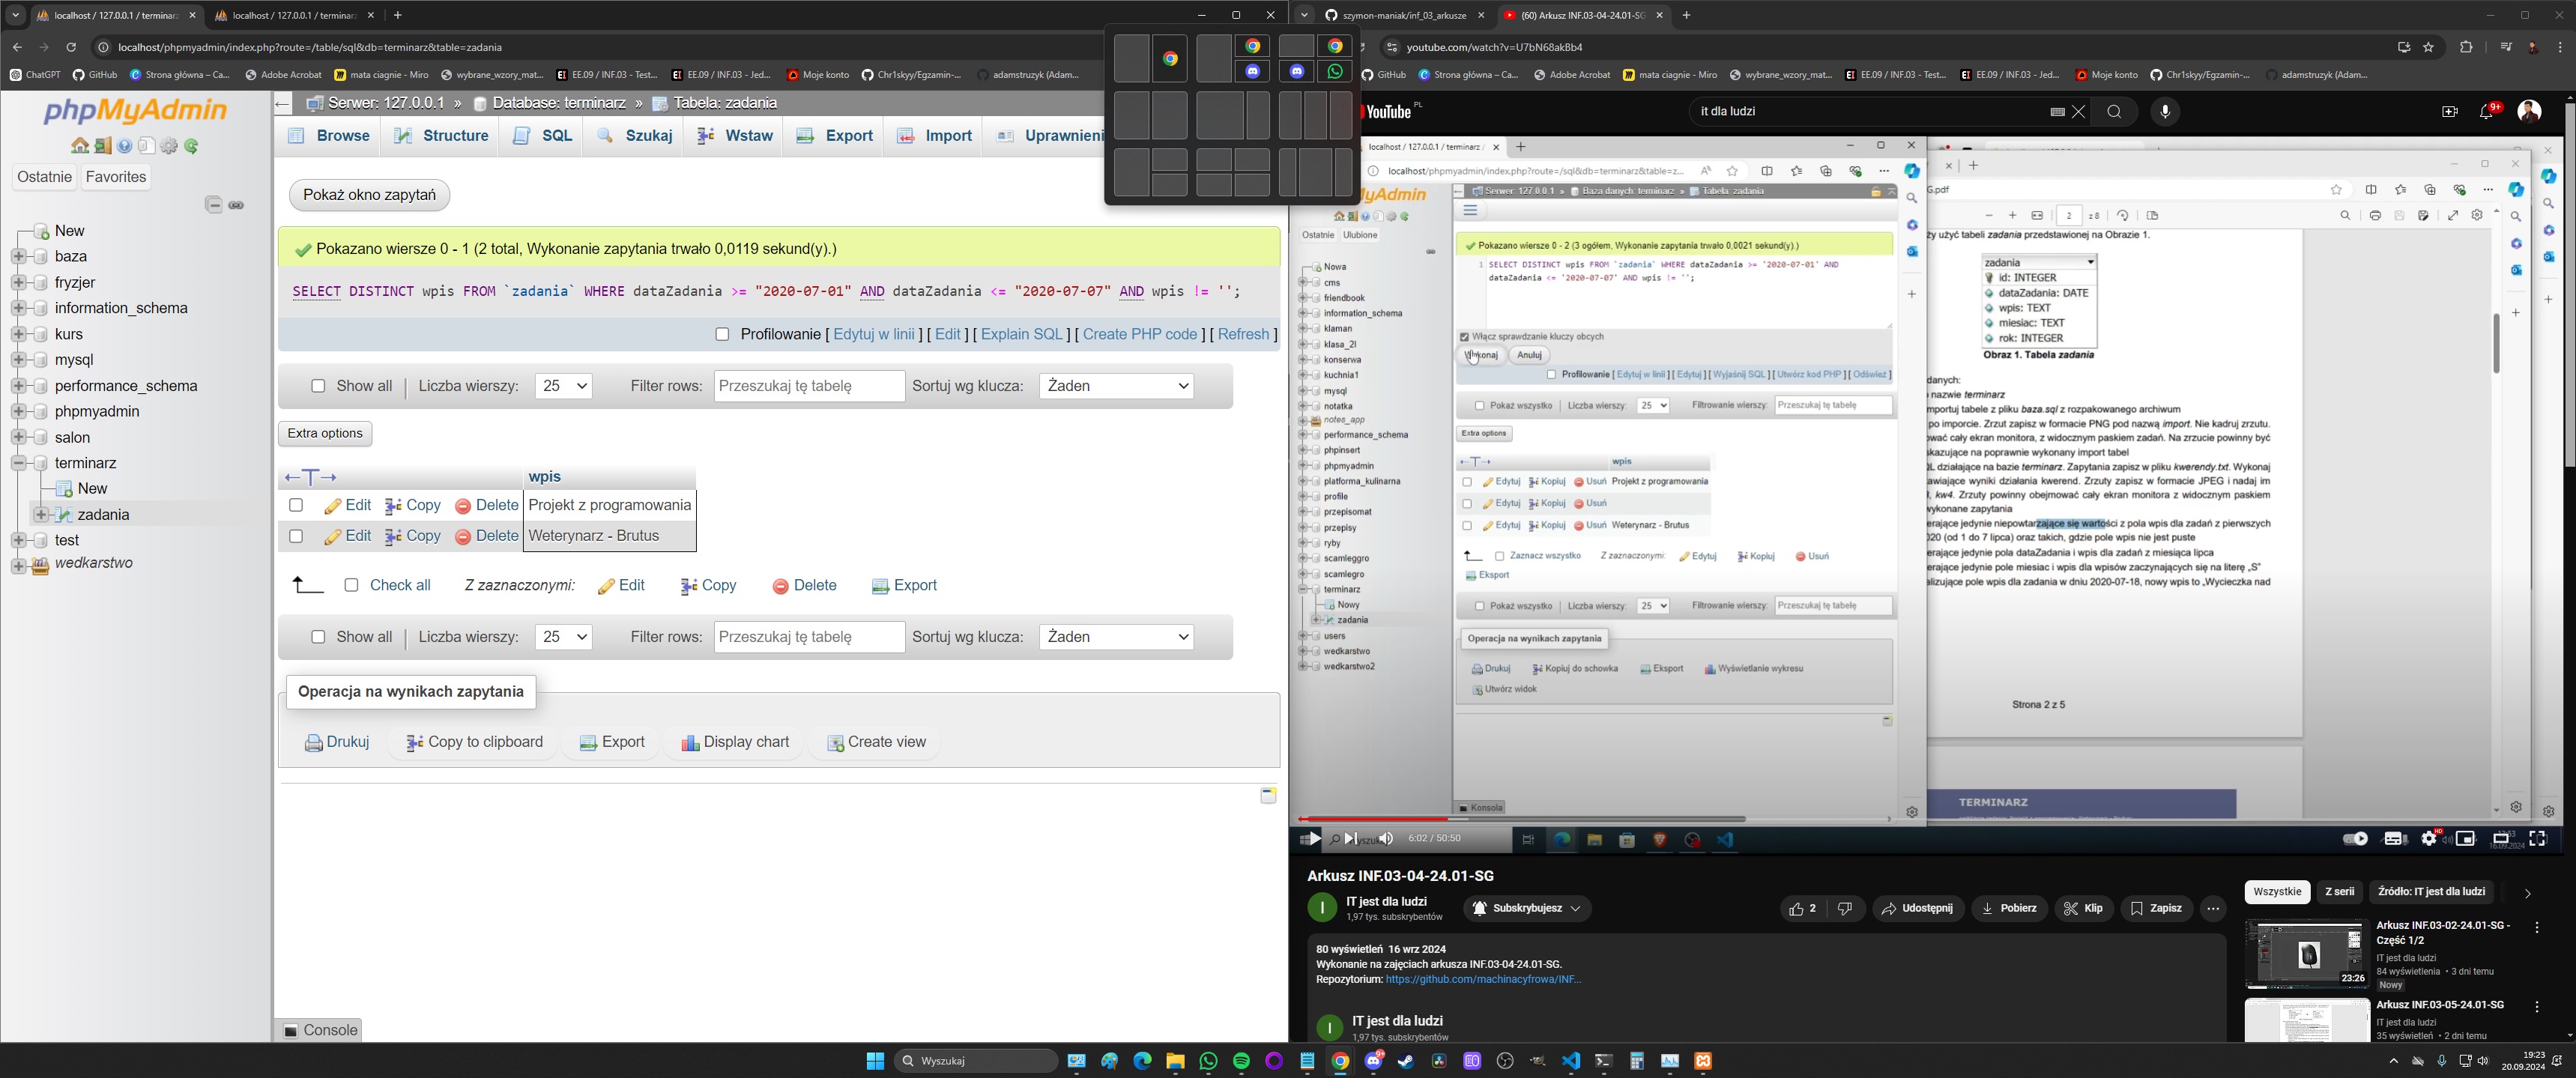 localhost / 127.0.0.1 / terminarz
localhost / 127.0.0.1 / terminarz
localhost/phpmyadmin/index.php?route=/table/sql&db=terminarz&table=zadania
ChatGPT
GitHub
Strona główna – Ca...
Adobe Acrobat
mata ciagnie - Miro
wybrane_wzory_mat...
EE.09 / INF.03 - Test...
EE.09 / INF.03 - Jed...
Moje konto
Chr1skyy/Egzamin-...
adamstruzyk (Adam...
phpMyAdmin
Ostatnie
Favorites
New
baza
fryzjer
information_schema
kurs
mysql
performance_schema
phpmyadmin
salon
terminarz
New
zadania
test
wedkarstwo
Serwer: 127.0.0.1 » Database: terminarz » Tabela: zadania
Browse
Structure
SQL
Szukaj
Wstaw
Export
Import
Uprawnieni
Pokaż okno zapytań
Pokazano wiersze 0 - 1 (2 total, Wykonanie zapytania trwało 0,0119 sekund(y).)
SELECT DISTINCT wpis FROM `zadania` WHERE dataZadania >= "2020-07-01" AND dataZadania <= "2020-07-07" AND wpis != '';
Profilowanie [ Edytuj w linii ] [ Edit ] [ Explain SQL ] [ Create PHP code ] [ Refresh ]
Show all | Liczba wierszy: 25 Filter rows: Przeszukaj tę tabelę Sortuj wg klucza: Żaden
Extra options
←T→ wpis
Edit Copy Delete Projekt z programowania
Edit Copy Delete Weterynarz - Brutus
Check all Z zaznaczonymi: Edit Copy Delete Export
Show all | Liczba wierszy: 25 Filter rows: Przeszukaj tę tabelę Sortuj wg klucza: Żaden
Operacja na wynikach zapytania
Drukuj Copy to clipboard Export Display chart Create view
Console
szymon-maniak/inf_03_arkusze
(60) Arkusz INF.03-04-24.01-SG
youtube.com/watch?v=U7bN68akBb4
GitHub
Strona główna – Ca...
Adobe Acrobat
mata ciagnie - Miro
wybrane_wzory_mat...
EE.09 / INF.03 - Test...
EE.09 / INF.03 - Jed...
Moje konto
Chr1skyy/Egzamin-...
adamstruzyk (Adam...
YouTube PL
it dla ludzi
9+
localhost / 127.0.0.1 / terminarz
localhost/phpmyadmin/index.php?route=/sql&db=terminarz&table=z...
MyAdmin
Ostatnie Ulubione
Nowa
cms
friendbook
information_schema
klaman
klasa_2l
konserwa
kuchnia1
mysql
notatka
notes_app
performance_schema
phpinsert
phpmyadmin
platforma_kulinarna
profile
przepisomat
przepisy
ryby
scamleggro
scamlegro
terminarz
Nowy
zadania
users
wedkarstwo
wedkarstwo2
Serwer: 127.0.0.1 » Baza danych: terminarz » Tabela: zadania
Pokazano wiersze 0 - 2 (3 ogółem, Wykonanie zapytania trwało 0,0021 sekund(y).)
1 SELECT DISTINCT wpis FROM `zadania` WHERE dataZadania >= '2020-07-01' AND
dataZadania <= '2020-07-07' AND wpis != '';
Włącz sprawdzanie kluczy obcych
Wykonaj Anuluj
Profilowanie [ Edytuj w linii ] [ Edytuj ] [ Wyjaśnij SQL ] [ Utwórz kod PHP ] [ Odśwież ]
Pokaż wszystko | Liczba wierszy: 25 Filtrowanie wierszy: Przeszukaj tę tabelę
Extra options
←T→ wpis
Edytuj Kopiuj Usuń Projekt z programowania
Edytuj Kopiuj Usuń
Edytuj Kopiuj Usuń Weterynarz - Brutus
Zaznacz wszystko Z zaznaczonymi: Edytuj Kopiuj Usuń
Eksport
Pokaż wszystko | Liczba wierszy: 25 Filtrowanie wierszy: Przeszukaj tę tabelę
Operacja na wynikach zapytania
Drukuj Kopiuj do schowka Eksport Wyświetlanie wykresu
Utwórz widok
Konsola
G.pdf
2 z 8
y użyć tabeli zadania przedstawionej na Obrazie 1.
zadania
id: INTEGER
dataZadania: DATE
wpis: TEXT
miesiac: TEXT
rok: INTEGER
Obraz 1. Tabela zadania
danych:
nazwie terminarz
mportuj tabele z pliku baza.sql z rozpakowanego archiwum
po imporcie. Zrzut zapisz w formacie PNG pod nazwą import. Nie kadruj zrzutu.
wać cały ekran monitora, z widocznym paskiem zadań. Na zrzucie powinny być
kazujące na poprawnie wykonany import tabel
QL działające na bazie terminarz. Zapytania zapisz w pliku kwerendy.txt. Wykonaj
awiające wyniki działania kwerend. Zrzuty zapisz w formacie JPEG i nadaj im
, kw4. Zrzuty powinny obejmować cały ekran monitora z widocznym paskiem
ykonane zapytania
erające jedynie niepowtarzające się wartości z pola wpis dla zadań z pierwszych
020 (od 1 do 7 lipca) oraz takich, gdzie pole wpis nie jest puste
erające jedynie pola dataZadania i wpis dla zadań z miesiąca lipca
erające jedynie pole miesiac i wpis dla wpisów zaczynających się na literę „S”
alizujące pole wpis dla zadania w dniu 2020-07-18, nowy wpis to „Wycieczka nad
Strona 2 z 5
TERMINARZ
6:02 / 50:50
HD
16.09.2024
Arkusz INF.03-04-24.01-SG
I
IT jest dla ludzi
1,97 tys. subskrybentów
Subskrybujesz
2
Udostępnij
Pobierz
Klip
Zapisz
80 wyświetleń 16 wrz 2024
Wykonanie na zajęciach arkusza INF.03-04-24.01-SG.
Repozytorium: https://github.com/machinacyfrowa/INF...
I
IT jest dla ludzi
1,97 tys. subskrybentów
Wszystkie
Z serii
Źródło: IT jest dla ludzi
Arkusz INF.03-02-24.01-SG -
Część 1/2
IT jest dla ludzi
84 wyświetlenia • 3 dni temu
Nowy
23:26
Arkusz INF.03-05-24.01-SG
IT jest dla ludzi
35 wyświetleń • 2 dni temu
Wyszukaj
19:23
20.09.2024